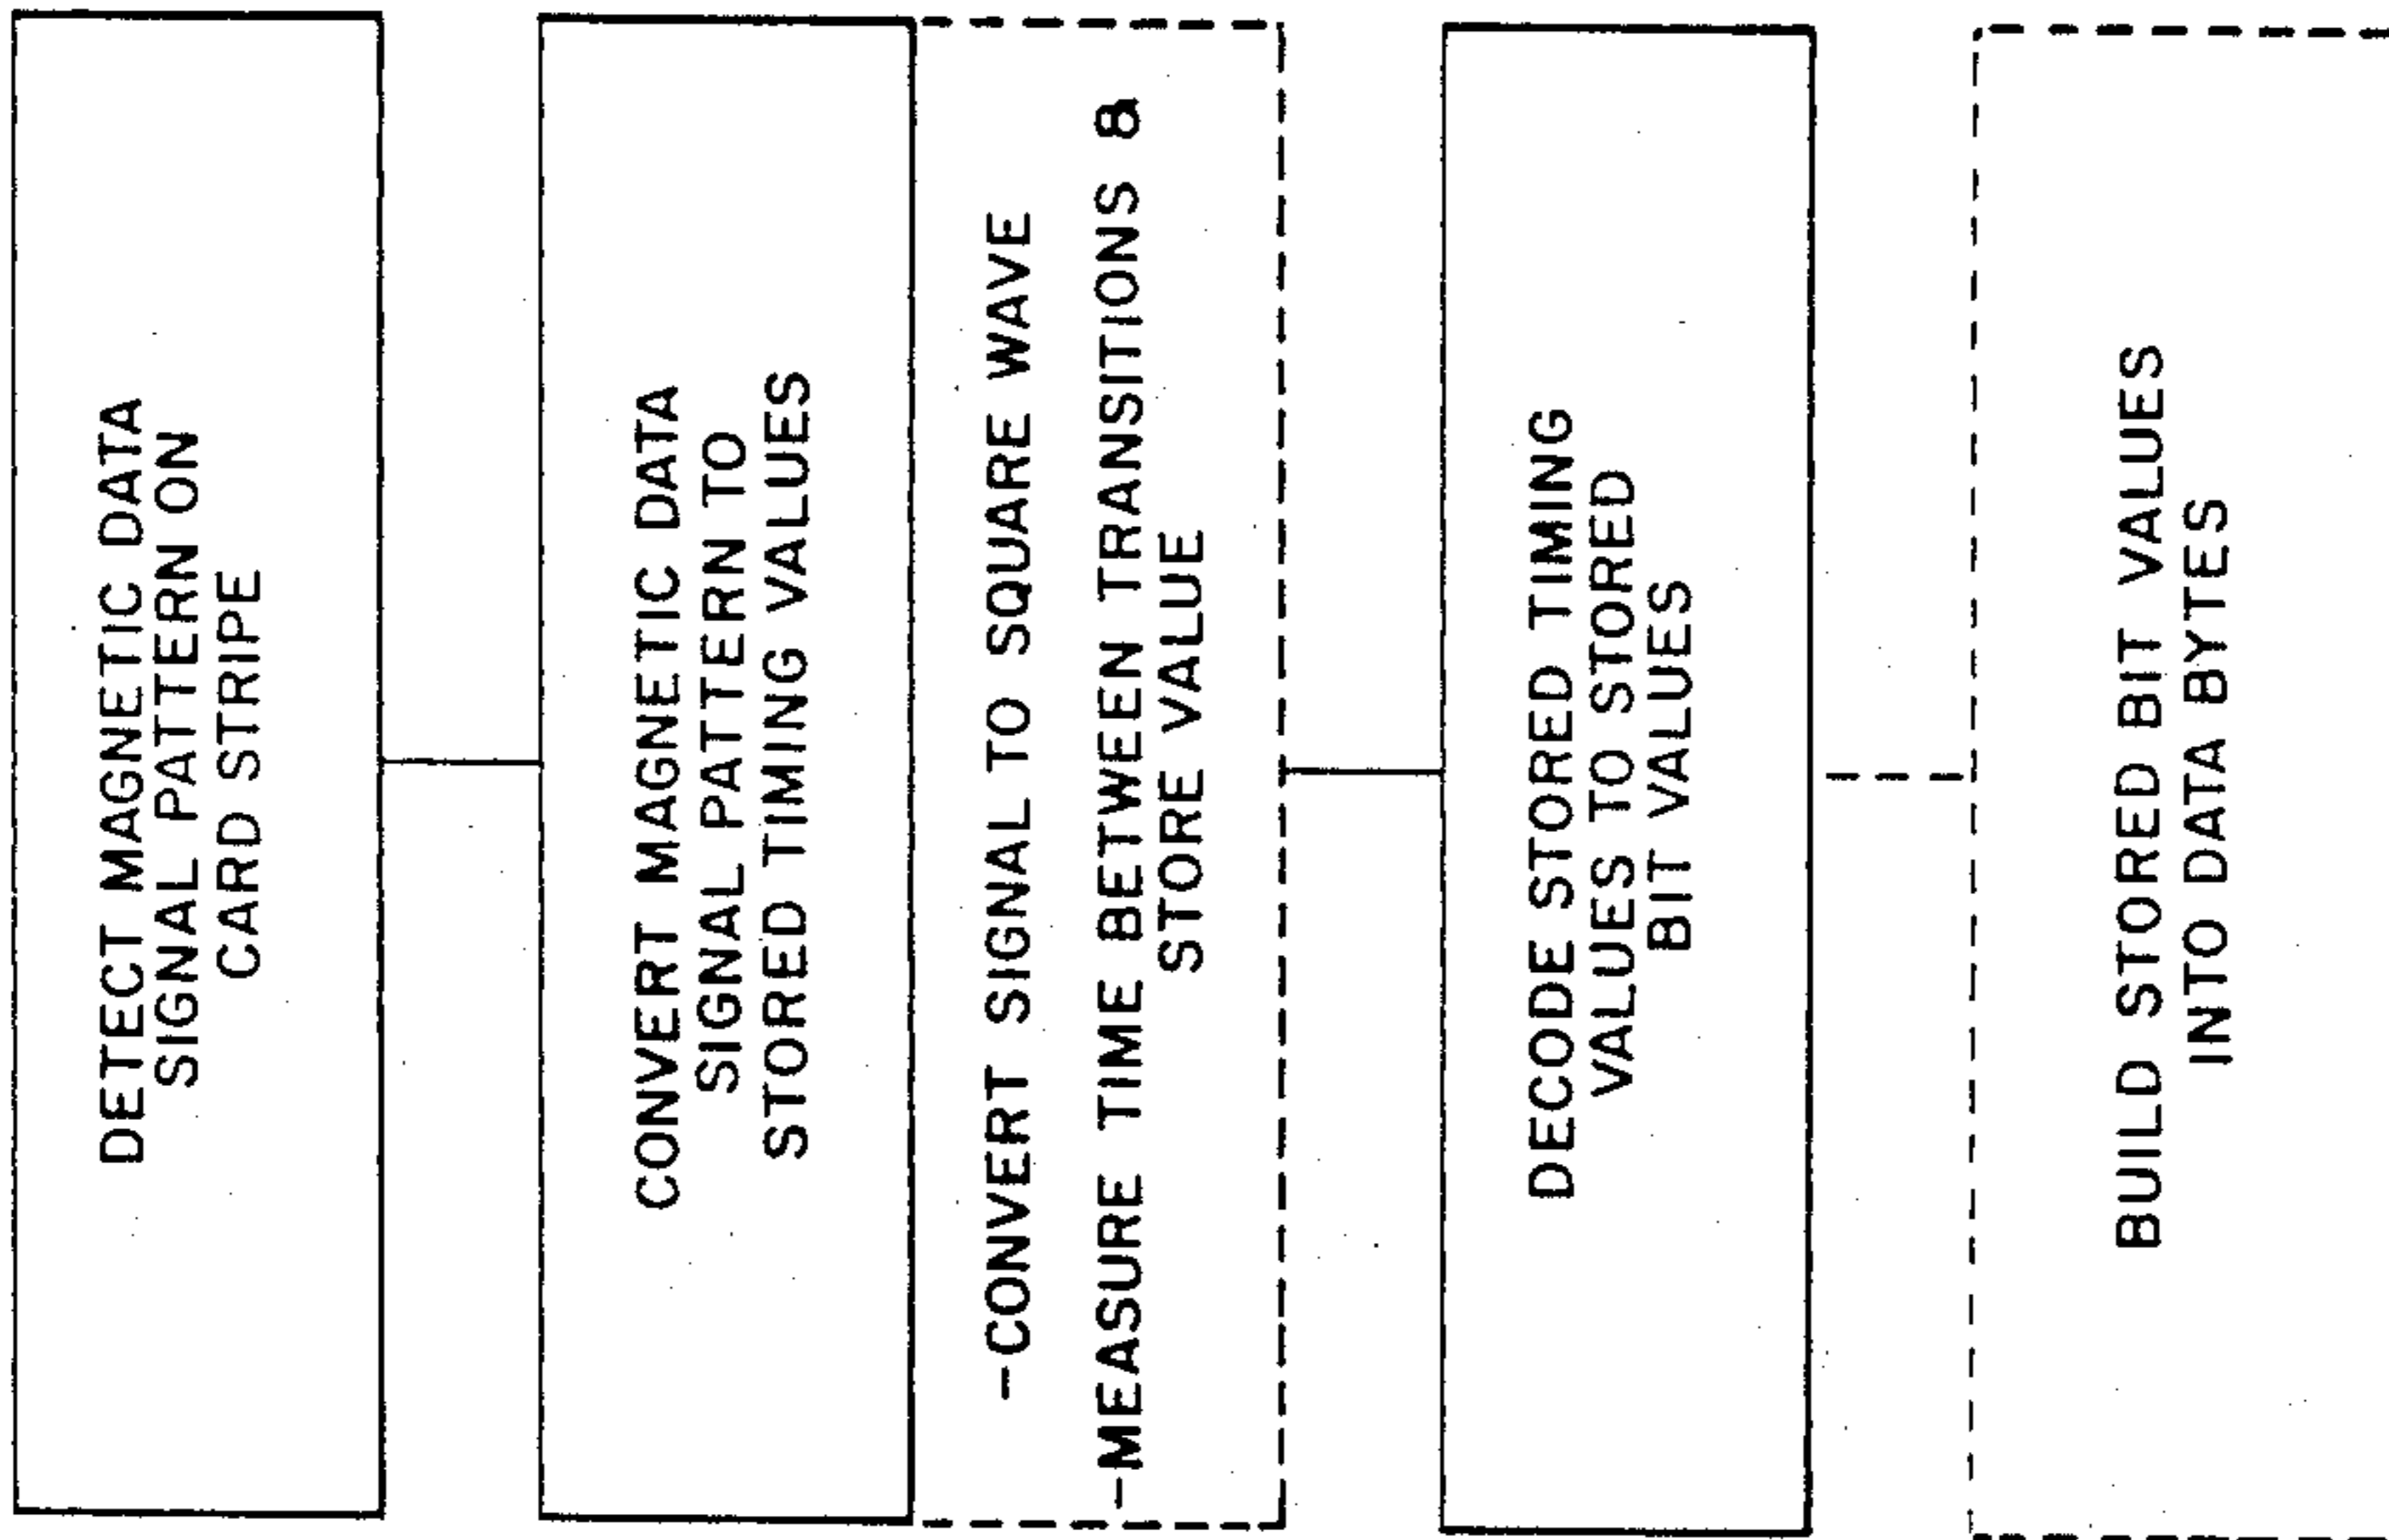 DETECT MAGNETIC DATA
SIGNAL PATTERN ON
CARD STRIPE
CONVERT MAGNETIC DATA
SIGNAL PATTERN TO
STORED TIMING VALUES
-CONVERT SIGNAL TO SQUARE WAVE
-MEASURE TIME BETWEEN TRANSITIONS &
STORE VALUE
DECODE STORED TIMING
VALUES TO STORED
BIT VALUES
BUILD STORED BIT VALUES
INTO DATA BYTES